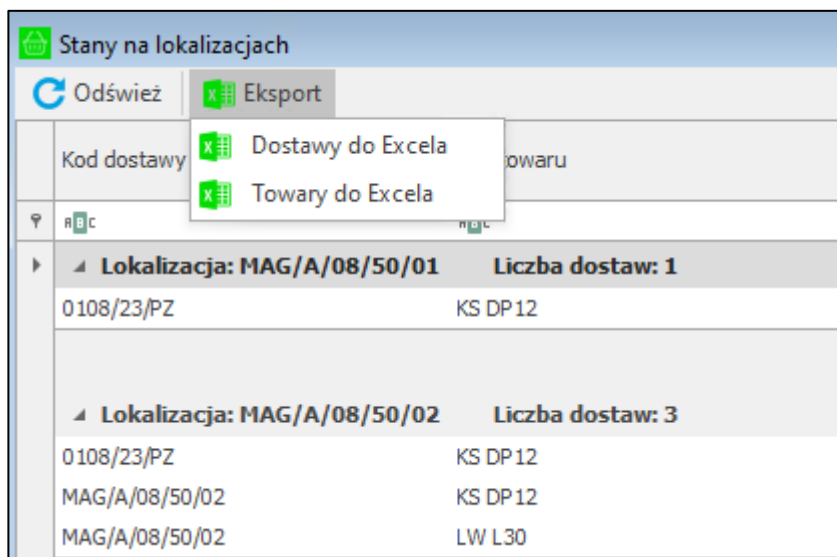 Stany na lokalizacjach
Odśwież Eksport
Dostawy do Excela
Kod dostawy towaru
Towary do Excela
Lokalizacja: MAG/A/08/50/01 Liczba dostaw: 1
0108/23/PZ KS DP12
Lokalizacja: MAG/A/08/50/02 Liczba dostaw: 3
0108/23/PZ KS DP12
MAG/A/08/50/02 KS DP12
MAG/A/08/50/02 LW L30